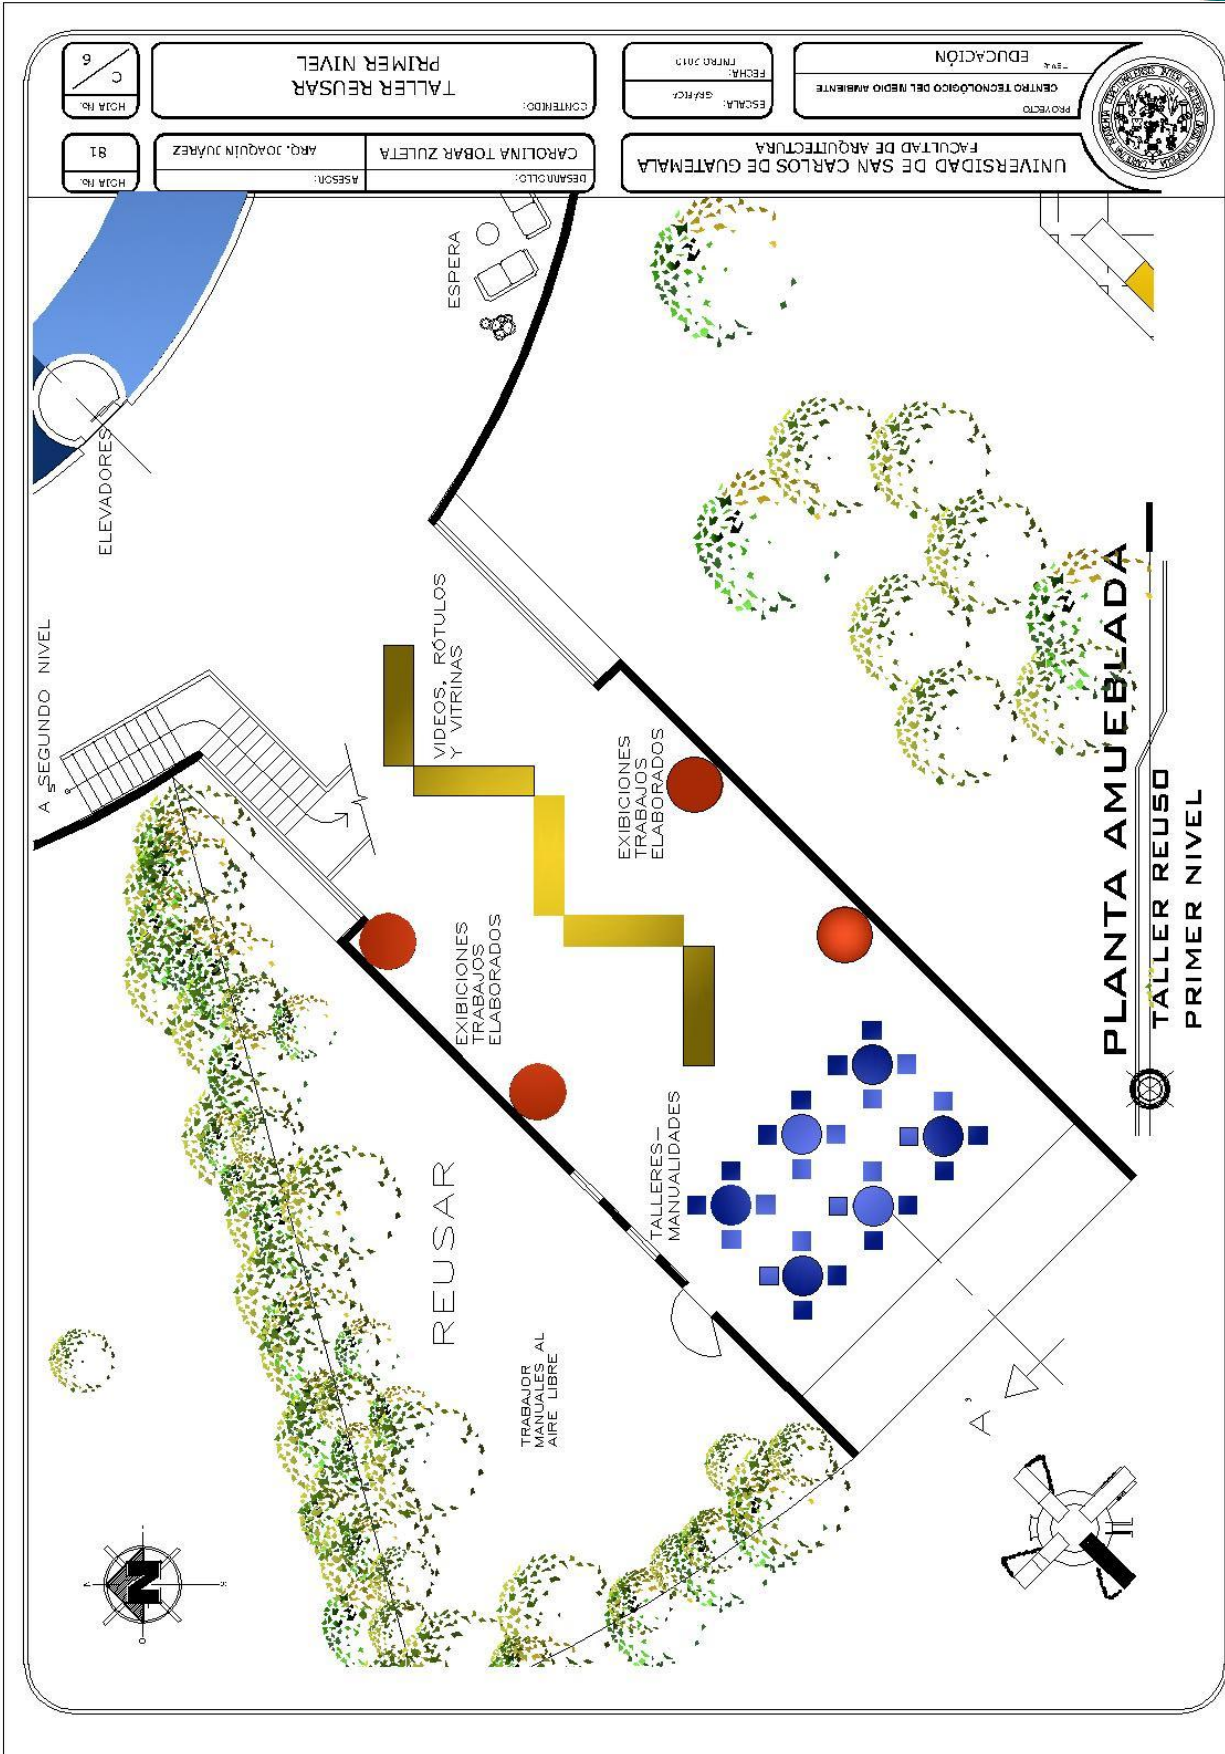 UNIVERSIDAD DE SAN CARLOS DE GUATEMALA
FACULTAD DE ARQUITECTURA
PROYECTO
CENTRO TECNOLÓGICO DEL MEDIO AMBIENTE
EDUCACIÓN
ESCALA:
GRÁFICA
FECHA:
ENERO 2010
DESARROLLO:
CAROLINA TOBAR ZULETA
ASESOR:
ARQ. JOAQUÍN JUÁREZ
CONTENIDO:
TALLER REUSAR
PRIMER NIVEL
HOJA No.
81
HOJA No.
C
6
ESPERA
ELEVADORES
A SEGUNDO NIVEL
S
VIDEOS, RÓTULOS
Y VITRINAS
EXIBICIONES
TRABAJOS
ELABORADOS
EXIBICIONES
TRABAJOS
ELABORADOS
TALLERES-
MANUALIDADES
REUSAR
TRABAJOR
MANUALES AL
AIRE LIBRE
A'
N
PLANTA AMUEBLADA
TALLER REUSO
PRIMER NIVEL